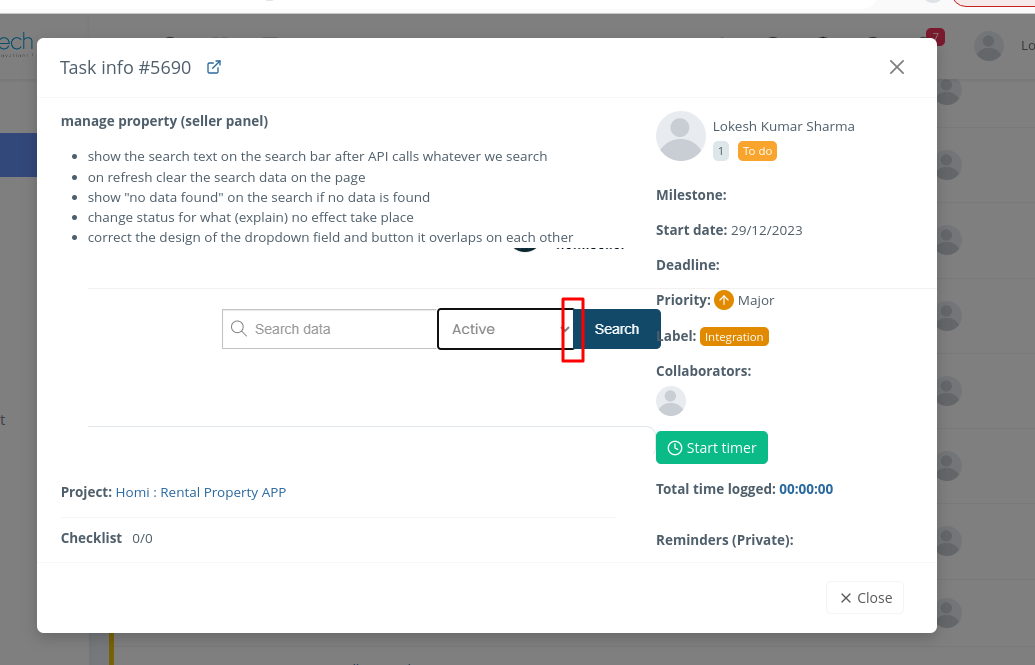 ech
7
Lo
Task info #5690
manage property (seller panel)
show the search text on the search bar after API calls whatever we search
on refresh clear the search data on the page
show "no data found" on the search if no data is found
change status for what (explain) no effect take place
correct the design of the dropdown field and button it overlaps on each other
Search data
Active
Search
Project: Homi : Rental Property APP
Checklist 0/0
Lokesh Kumar Sharma
1 To do
Milestone:
Start date: 29/12/2023
Deadline:
Priority: Major
Label: Integration
Collaborators:
Start timer
Total time logged: 00:00:00
Reminders (Private):
Close
t